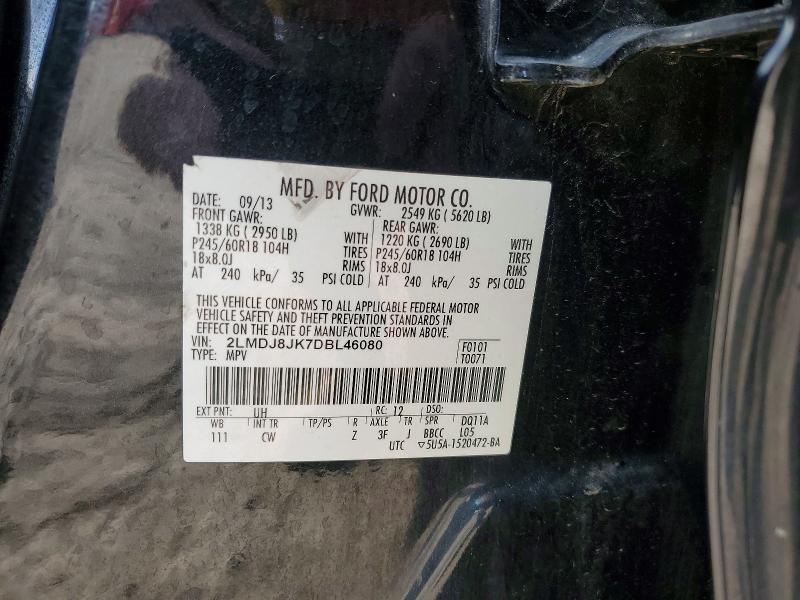 MFD. BY FORD MOTOR CO.
DATE: 09/13 GVWR: 2549 KG ( 5620 LB)
FRONT GAWR: REAR GAWR:
1338 KG ( 2950 LB) WITH 1220 KG ( 2690 LB) WITH
P245/60R18 104H TIRES P245/60R18 104H TIRES
18x8.0J RIMS 18x8.0J RIMS
AT 240 kPa/ 35 PSI COLD AT 240 kPa/ 35 PSI COLD
THIS VEHICLE CONFORMS TO ALL APPLICABLE FEDERAL MOTOR
VEHICLE SAFETY AND THEFT PREVENTION STANDARDS IN
EFFECT ON THE DATE OF MANUFACTURE SHOWN ABOVE.
VIN: 2LMDJ8JK7DBL46080 F0101
TYPE: MPV T0071
EXT PNT: UH RC: 12 DSO:
WB INT TR TP/PS R AXLE TR SPR DQ11A
111 CW Z 3F J BBCC L05
UTC ▽5U5A-1520472-BA